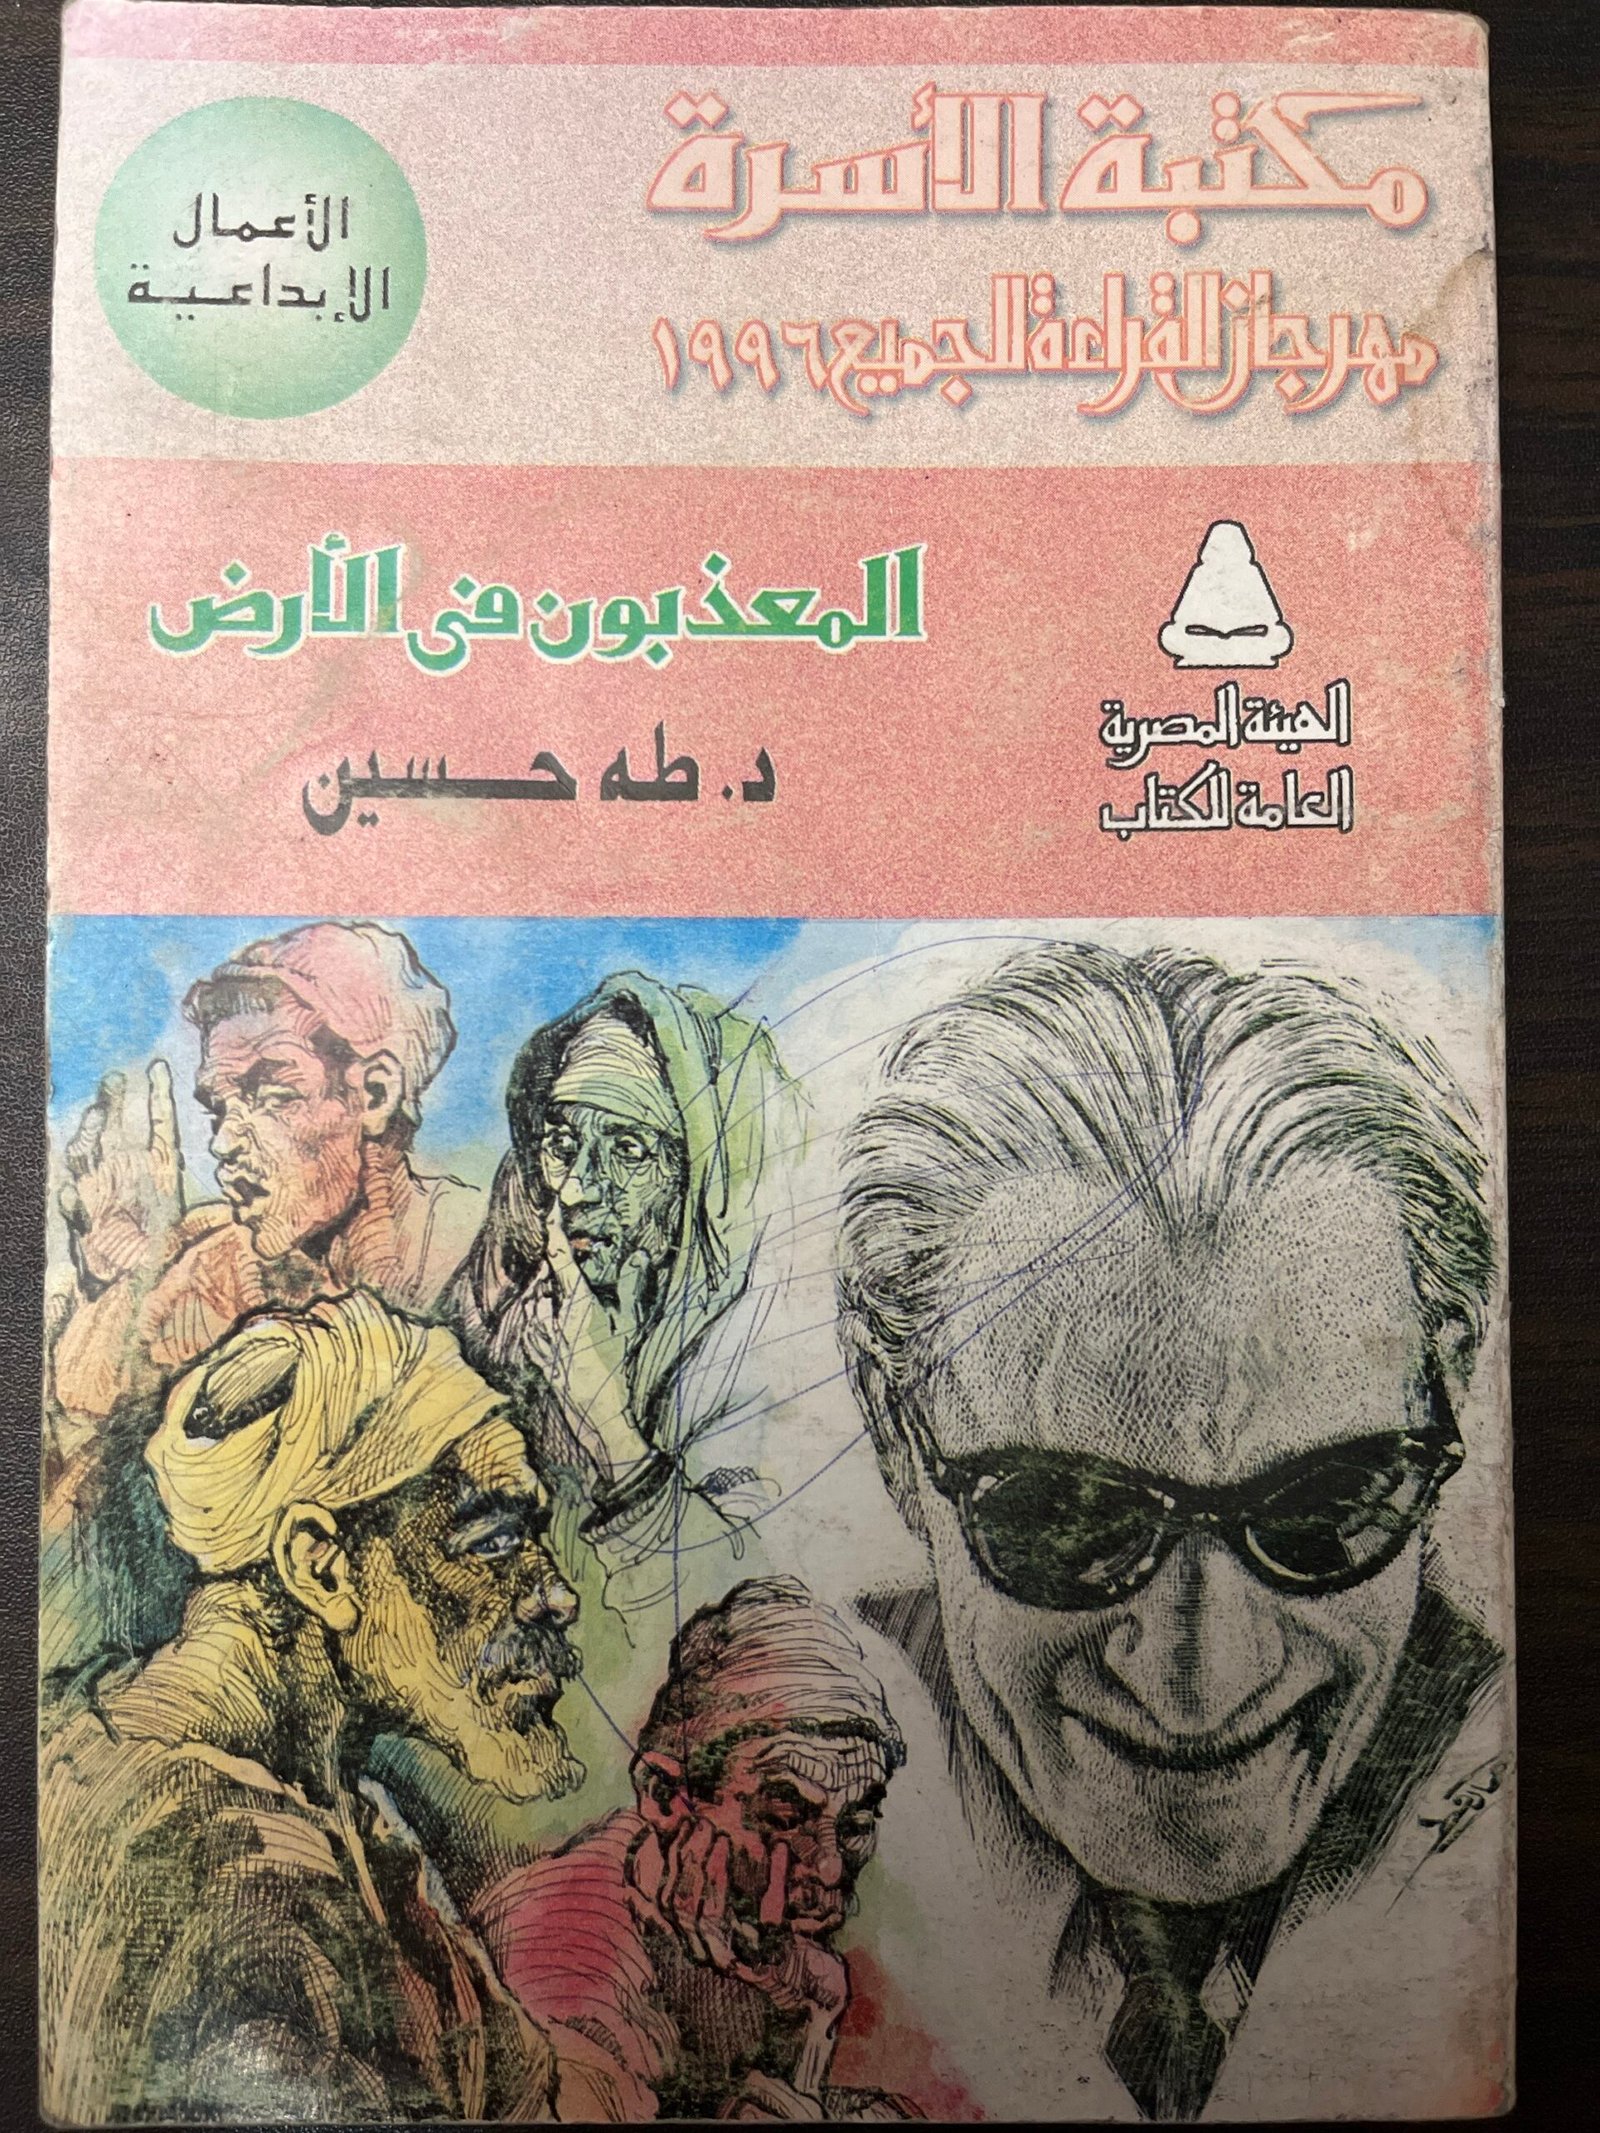 مكتبة الأسرة
مهرجان القراءة للجميع ١٩٩٦
الأعمال
الإبداعية
المعذبون فى الأرض
د. طه حسين
الهيئة المصرية
العامة للكتاب